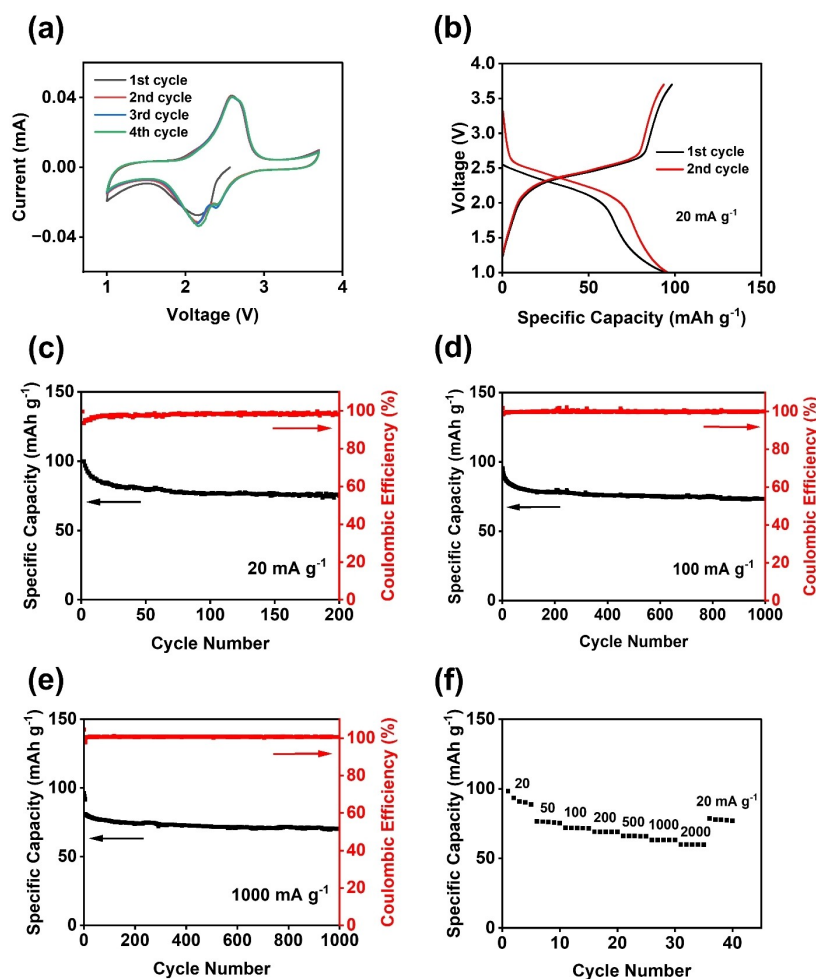 (a)
1st cycle
2nd cycle
3rd cycle
4th cycle
0.04
0.00
−0.04
Current (mA)
1 2 3 4
Voltage (V)
(b)
4.0
3.5
3.0
2.5
2.0
1.5
1.0
Voltage (V)
1st cycle
2nd cycle
20 mA g⁻¹
0 50 100 150
Specific Capacity (mAh g⁻¹)
(c)
150
100
50
0
Specific Capacity (mAh g⁻¹)
100
80
60
40
20
0
Coulombic Efficiency (%)
20 mA g⁻¹
0 50 100 150 200
Cycle Number
(d)
150
100
50
0
Specific Capacity (mAh g⁻¹)
100
80
60
40
20
0
Coulombic Efficiency (%)
100 mA g⁻¹
0 200 400 600 800 1000
Cycle Number
(e)
150
100
50
0
Specific Capacity (mAh g⁻¹)
100
80
60
40
20
0
Coulombic Efficiency (%)
1000 mA g⁻¹
0 200 400 600 800 1000
Cycle Number
(f)
150
100
50
0
Specific Capacity (mAh g⁻¹)
20
50
100
200
500
1000
2000
20 mA g⁻¹
0 10 20 30 40
Cycle Number